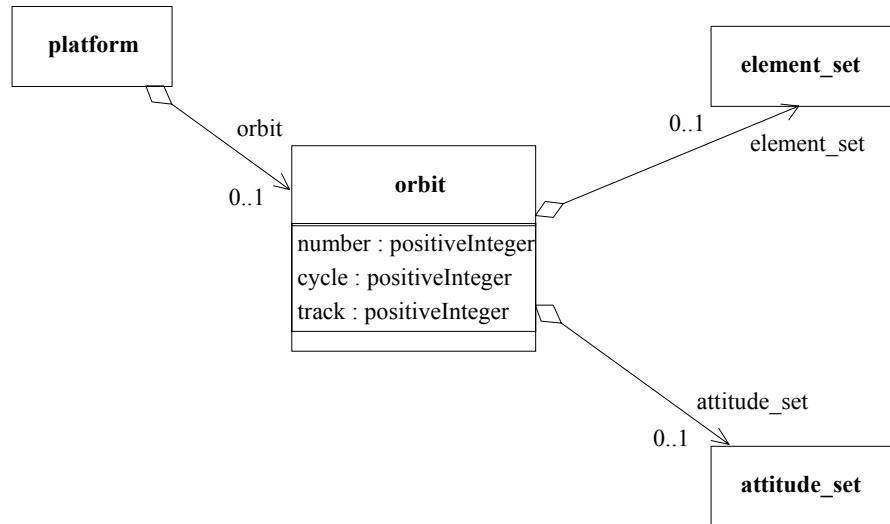 platform
element_set
orbit
0..1
element_set
0..1
orbit
number : positiveInteger
cycle : positiveInteger
track : positiveInteger
attitude_set
0..1
attitude_set